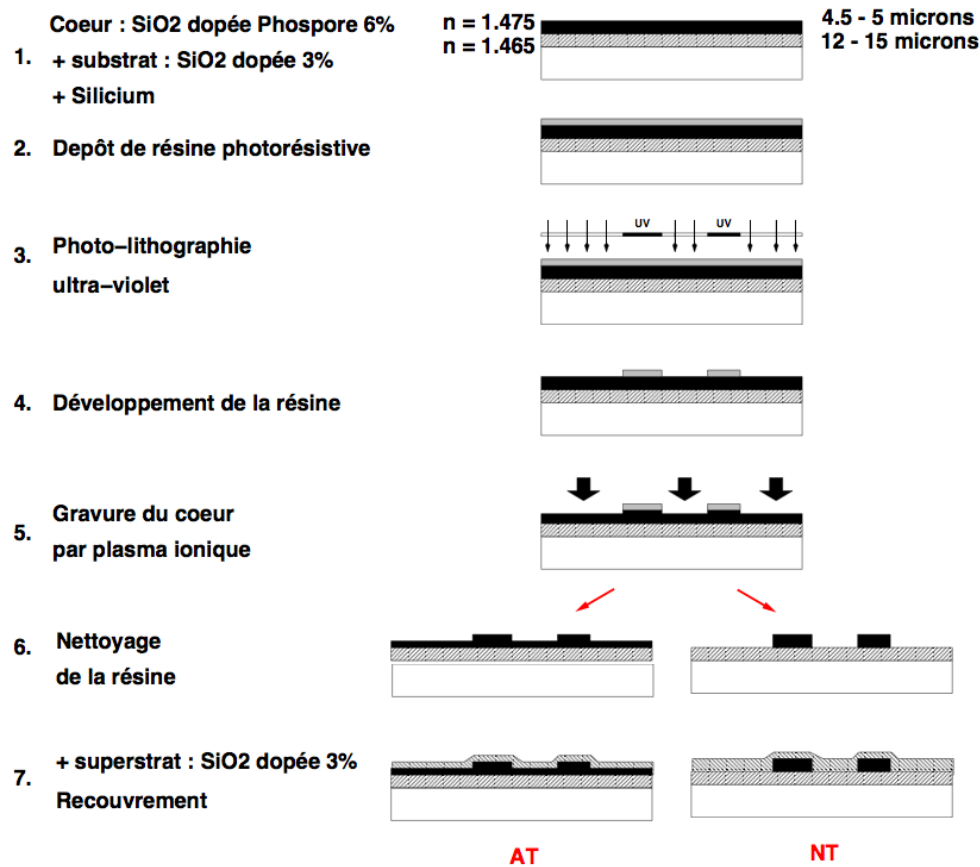 Coeur : SiO2 dopée Phospore 6%
n = 1.475
4.5 - 5 microns
n = 1.465
12 - 15 microns
1. + substrat : SiO2 dopée 3%
+ Silicium
2. Depôt de résine photorésistive
UV UV
3. Photo-lithographie
ultra-violet
4. Développement de la résine
5. Gravure du coeur
par plasma ionique
6. Nettoyage
de la résine
7. + superstrat : SiO2 dopée 3%
Recouvrement
AT NT